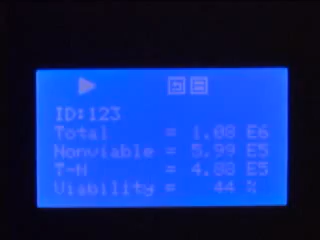 ID:123
Total = 1.08 E6
Nonviable = 5.99 E5
T-N = 4.80 E5
Viability = 44 %